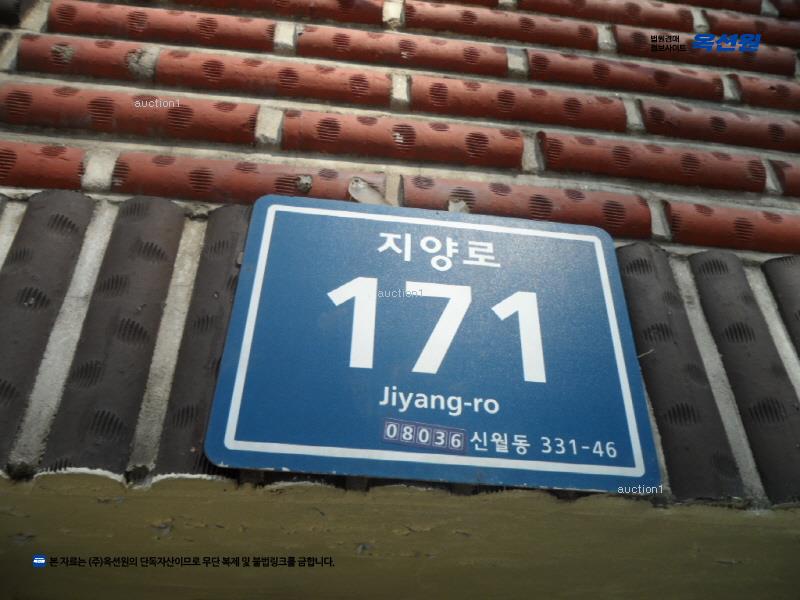 법원경매
정보사이트 옥션원
auction1
지양로
auction1
171
Jiyang-ro
08036 신월동 331-46
auction1
본 자료는 (주)옥션원의 단독자산이므로 무단 복제 및 불법링크를 금합니다.